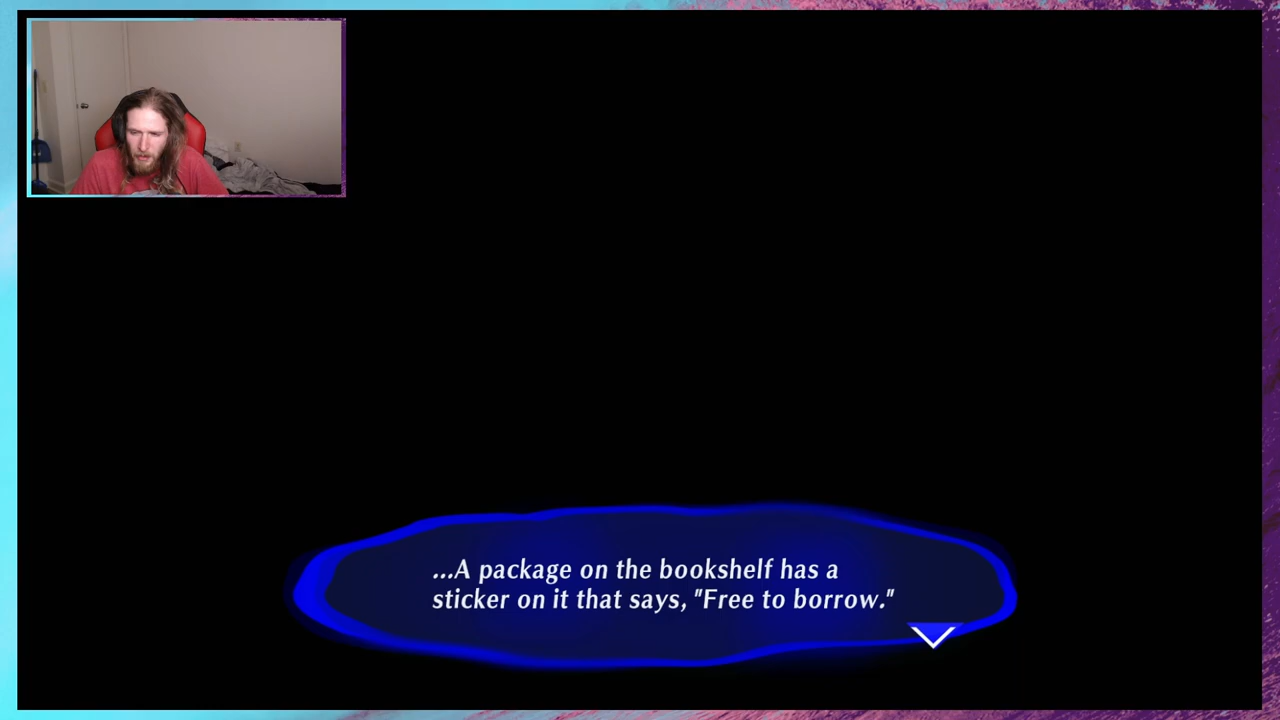 ...A package on the bookshelf has a
sticker on it that says, "Free to borrow."